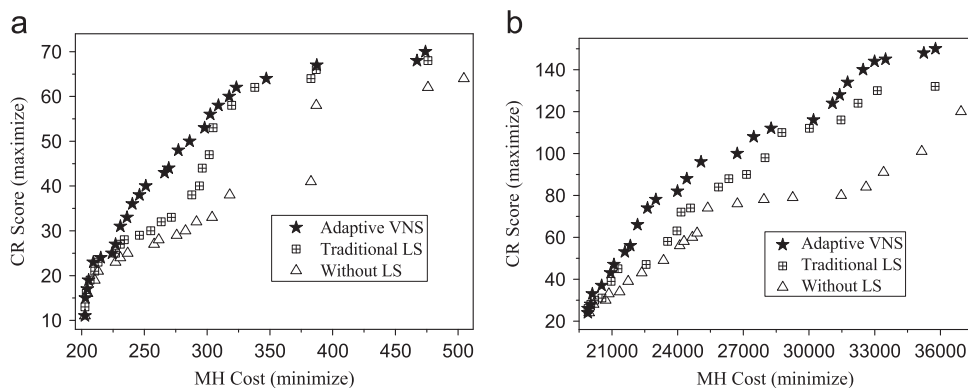 a
CR Score (maximize)
70
60
50
40
30
20
10
200 250 300 350 400 450 500
MH Cost (minimize)
Adaptive VNS
Traditional LS
Without LS
b
CR Score (maximize)
140
120
100
80
60
40
20
21000 24000 27000 30000 33000 36000
MH Cost (minimize)
Adaptive VNS
Traditional LS
Without LS